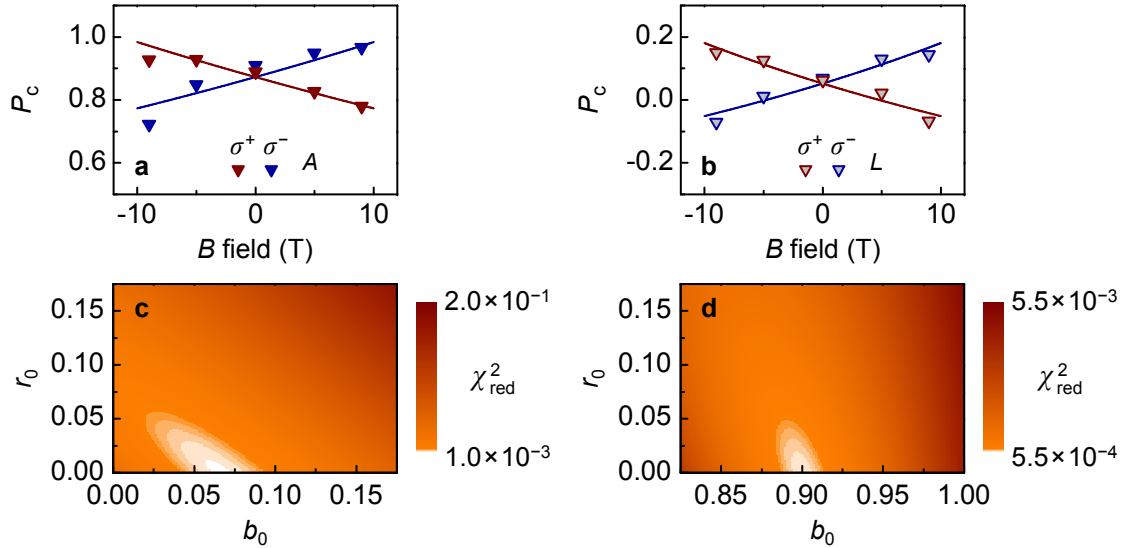 1.0
0.8
0.6
P_c
σ⁺ σ⁻
a
A
-10 0 10
B field (T)
0.2
0.0
-0.2
P_c
σ⁺ σ⁻
b
L
-10 0 10
B field (T)
c
0.15
0.10
0.05
0.00
r_0
0.00 0.05 0.10 0.15
b_0
2.0×10⁻¹
χ²_red
1.0×10⁻³
d
0.15
0.10
0.05
0.00
r_0
0.85 0.90 0.95 1.00
b_0
5.5×10⁻³
χ²_red
5.5×10⁻⁴